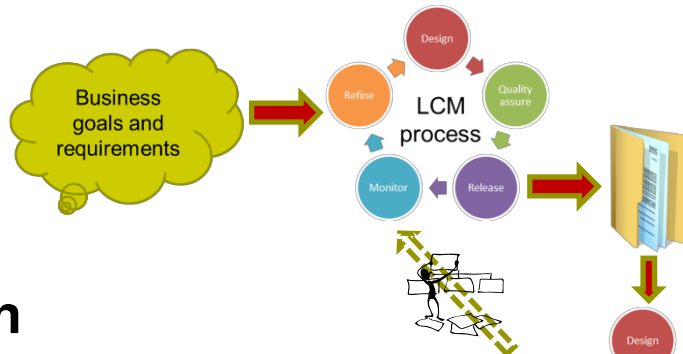 Business
goals and
requirements
Design
Quality
assure
Release
Monitor
Refine
LCM
process
n
Design